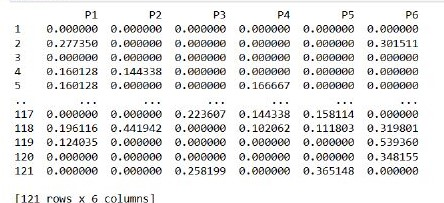 P1 P2 P3 P4 P5 P6
1 0.000000 0.000000 0.000000 0.000000 0.000000 0.000000
2 0.277350 0.000000 0.000000 0.000000 0.000000 0.301511
3 0.000000 0.000000 0.000000 0.000000 0.000000 0.000000
4 0.160128 0.144338 0.000000 0.000000 0.000000 0.000000
5 0.160128 0.000000 0.000000 0.166667 0.000000 0.000000
.. ... ... ... ... ... ...
117 0.000000 0.000000 0.223607 0.144338 0.158114 0.000000
118 0.196116 0.441942 0.000000 0.102062 0.111803 0.319801
119 0.124035 0.000000 0.000000 0.000000 0.000000 0.539360
120 0.000000 0.000000 0.000000 0.000000 0.000000 0.348155
121 0.000000 0.000000 0.258199 0.000000 0.365148 0.000000
[121 rows x 6 columns]